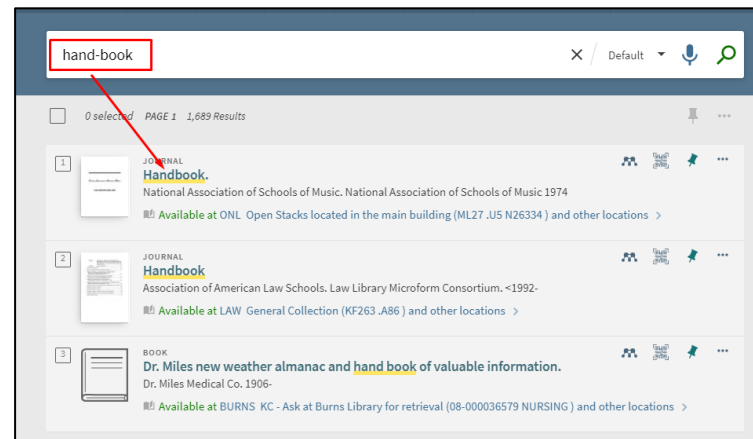 hand-book
Default
0 selected PAGE 1 1,689 Results
1
JOURNAL
Handbook.
National Association of Schools of Music. National Association of Schools of Music 1974
Available at ONL Open Stacks located in the main building (ML27 .U5 N26334 ) and other locations >
2
JOURNAL
Handbook
Association of American Law Schools. Law Library Microform Consortium. <1992-
Available at LAW General Collection (KF263 .A86 ) and other locations >
3
BOOK
Dr. Miles new weather almanac and hand book of valuable information.
Dr. Miles Medical Co. 1906-
Available at BURNS KC - Ask at Burns Library for retrieval (08-000036579 NURSING ) and other locations >